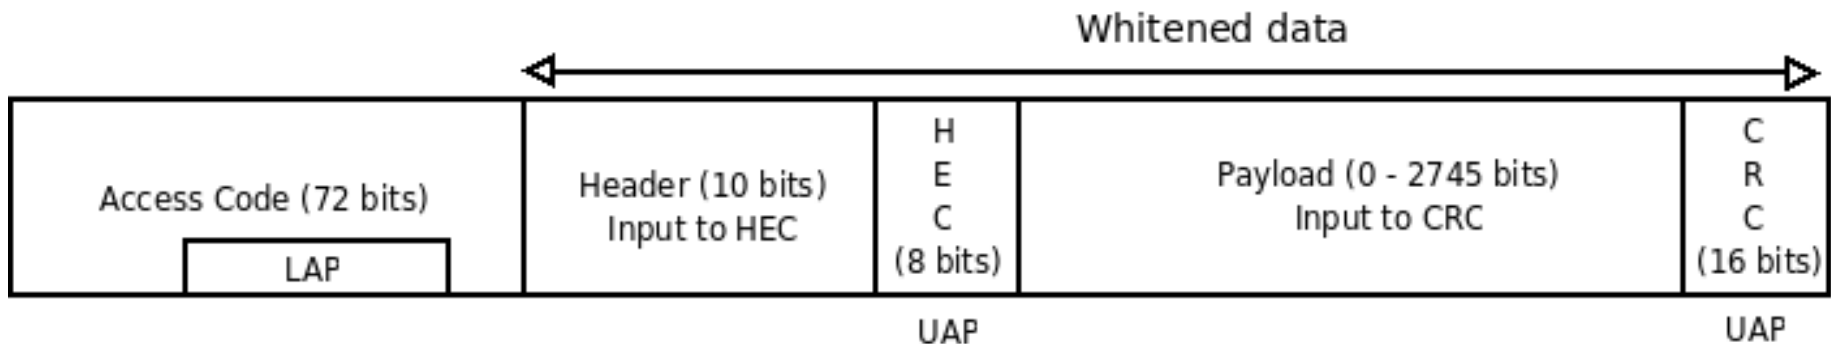 Whitened data
Access Code (72 bits)
LAP
Header (10 bits)
Input to HEC
H
E
C
(8 bits)
Payload (0 - 2745 bits)
Input to CRC
C
R
C
(16 bits)
UAP
UAP